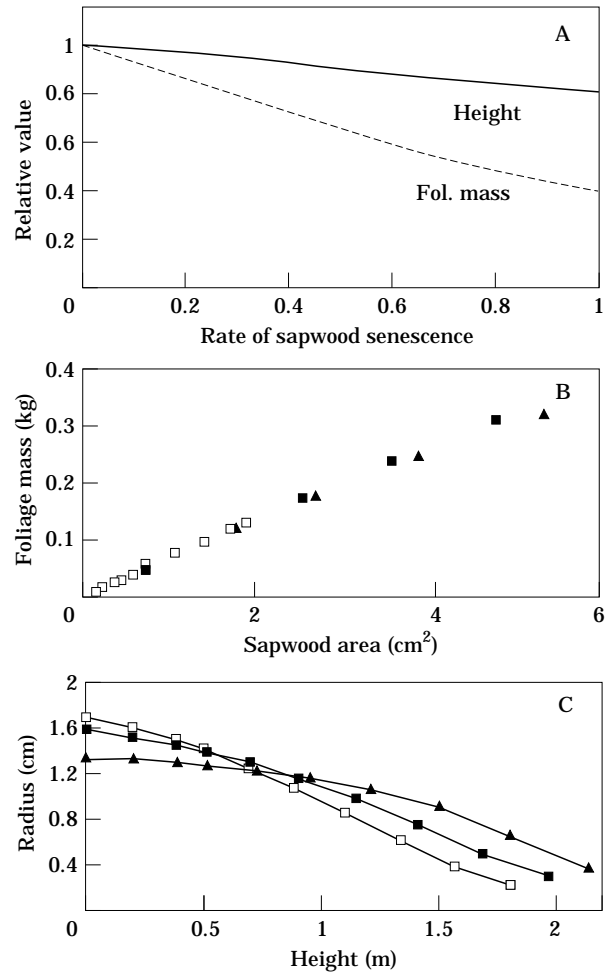 A
1
0.6
0.6
0.4
0.2
0
Relative value
Height
Fol. mass
0.2
0.4
0.6
0.8
1
Rate of sapwood senescence
B
0.4
0.3
0.2
0.1
0
Foliage mass (kg)
2
4
6
Sapwood area (cm²)
C
2
1.6
1.2
0.8
0.4
0
Radius (cm)
0.5
1
1.5
2
Height (m)